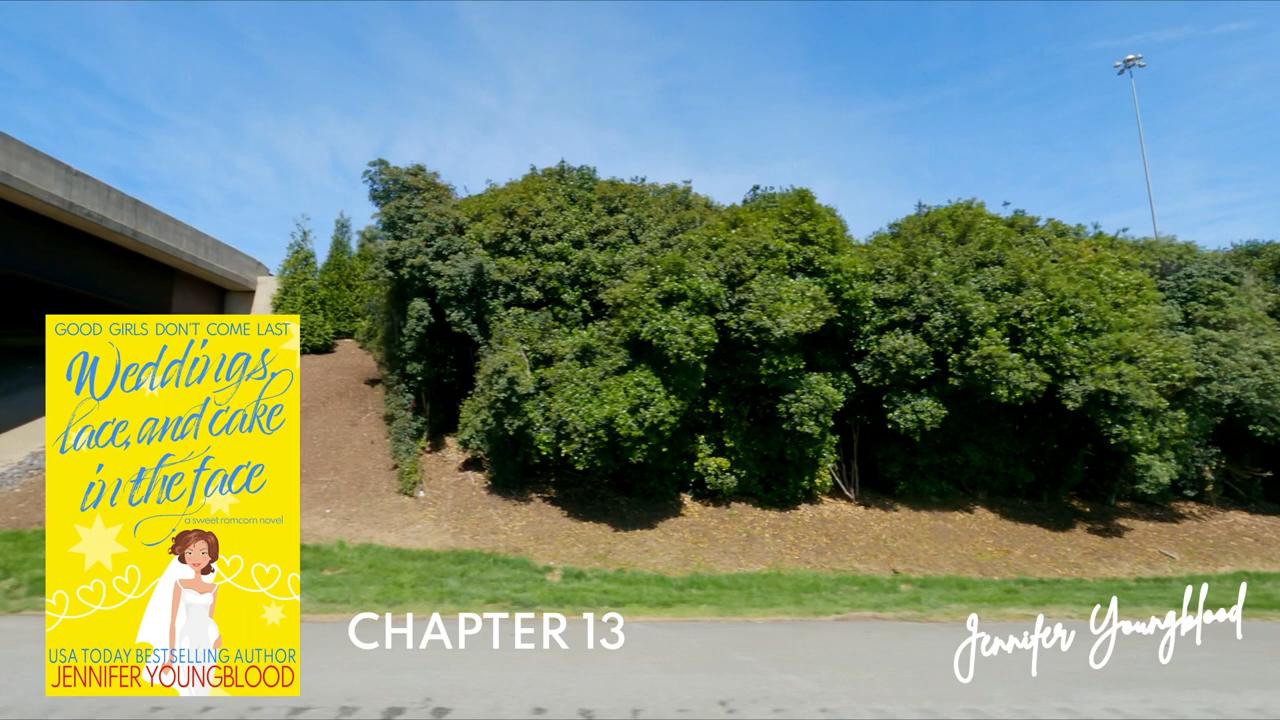 GOOD GIRLS DON'T COME LAST
Weddings,
lace, and cake
in the face
a sweet romcom novel
USA TODAY BESTSELLING AUTHOR
JENNIFER YOUNGBLOOD
CHAPTER 13
Jennifer Youngblood